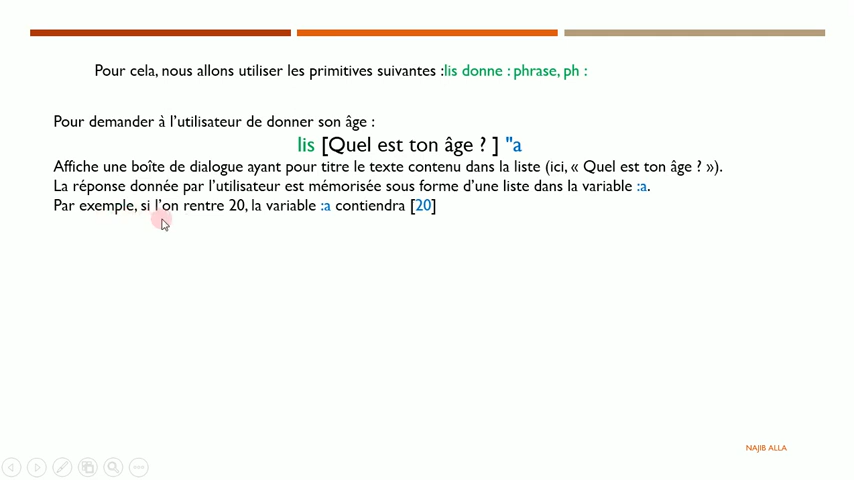 Pour cela, nous allons utiliser les primitives suivantes :lis donne : phrase, ph :
Pour demander à l'utilisateur de donner son âge :
lis [Quel est ton âge ? ] "a
Affiche une boîte de dialogue ayant pour titre le texte contenu dans la liste (ici, « Quel est ton âge ? »).
La réponse donnée par l'utilisateur est mémorisée sous forme d'une liste dans la variable :a.
Par exemple, si l'on rentre 20, la variable :a contiendra [20]
NAJIB ALLA